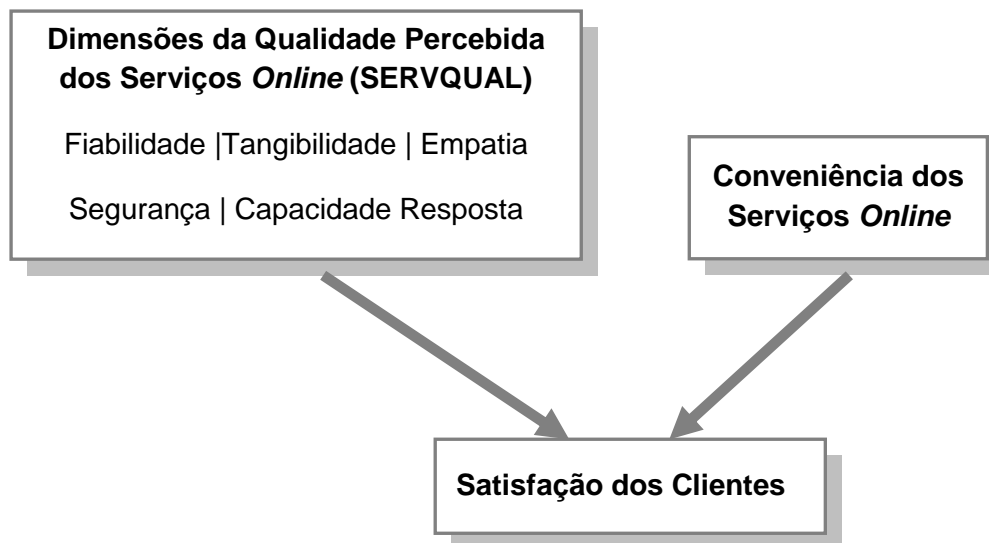 Dimensões da Qualidade Percebida
dos Serviços Online (SERVQUAL)
Fiabilidade |Tangibilidade | Empatia
Segurança | Capacidade Resposta
Conveniência dos
Serviços Online
Satisfação dos Clientes